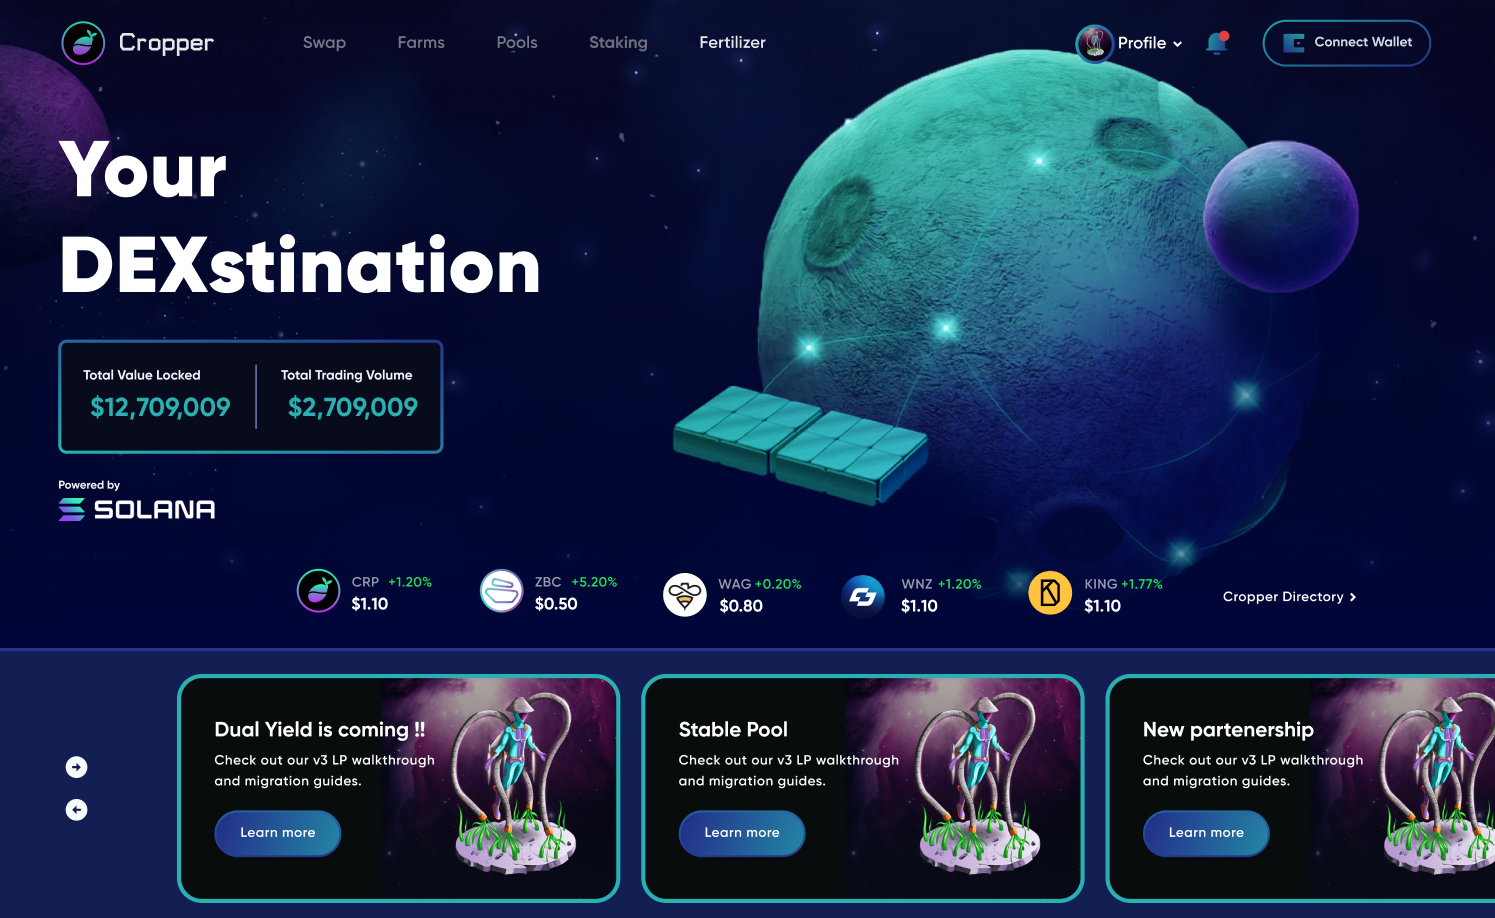 Cropper
Swap
Farms
Pools
Staking
Fertilizer
Profile
Connect Wallet
Your
DEXstination
Total Value Locked
$12,709,009
Total Trading Volume
$2,709,009
Powered by
SOLANA
CRP +1.20%
$1.10
ZBC +5.20%
$0.50
WAG +0.20%
$0.80
WNZ +1.20%
$1.10
KING +1.77%
$1.10
Cropper Directory
Dual Yield is coming !!
Check out our v3 LP walkthrough
and migration guides.
Learn more
Stable Pool
Check out our v3 LP walkthrough
and migration guides.
Learn more
New partenership
Check out our v3 LP walkthrough
and migration guides.
Learn more